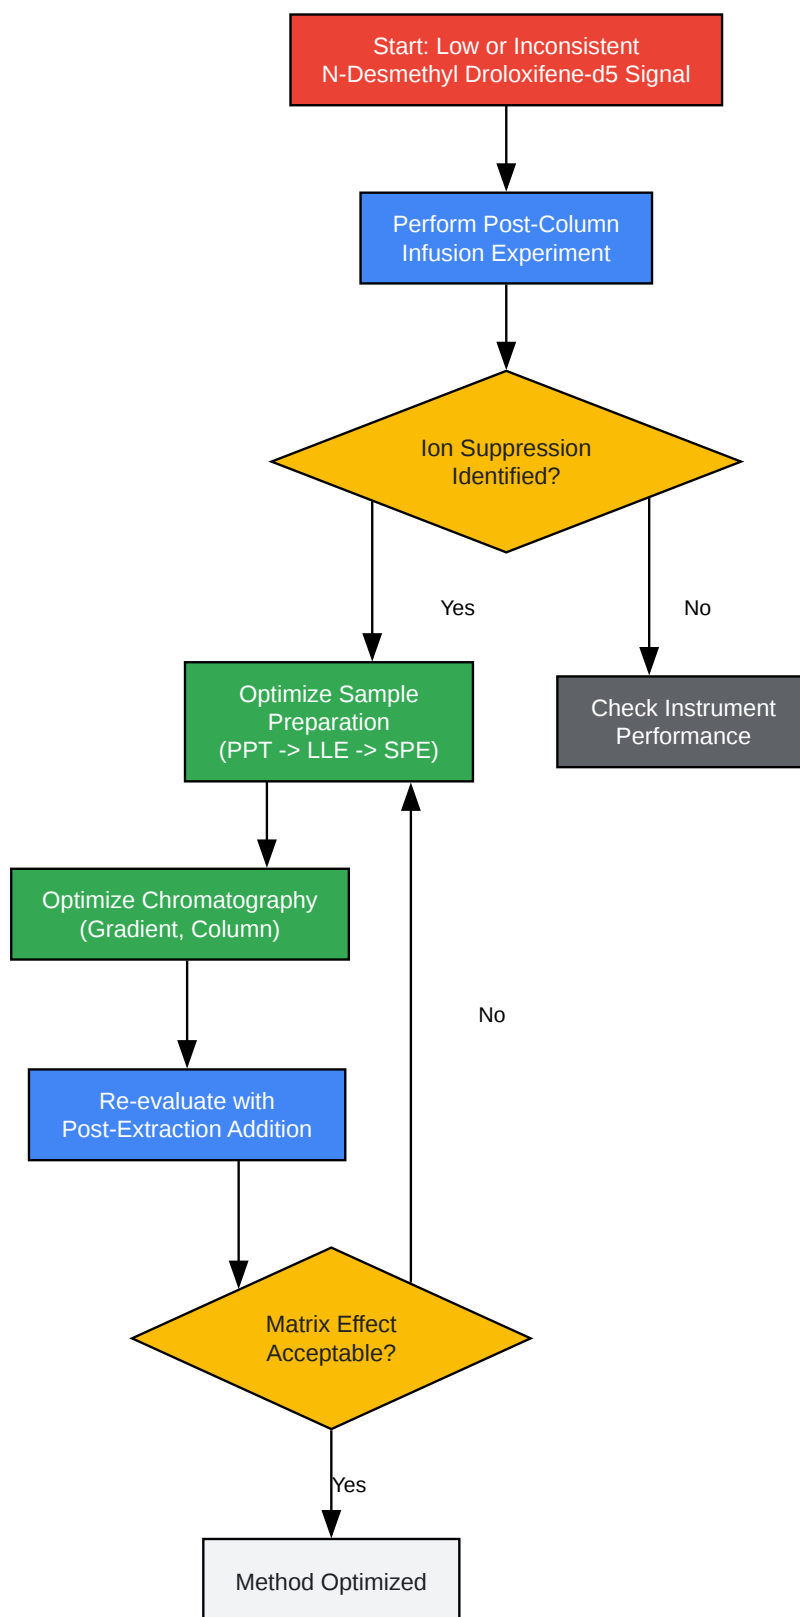 Start: Low or Inconsistent
N-Desmethyl Droloxifene-d5 Signal
Perform Post-Column
Infusion Experiment
Ion Suppression
Identified?
Yes
No
Optimize Sample
Preparation
(PPT -> LLE -> SPE)
Check Instrument
Performance
Optimize Chromatography
(Gradient, Column)
No
Re-evaluate with
Post-Extraction Addition
Matrix Effect
Acceptable?
Yes
Method Optimized